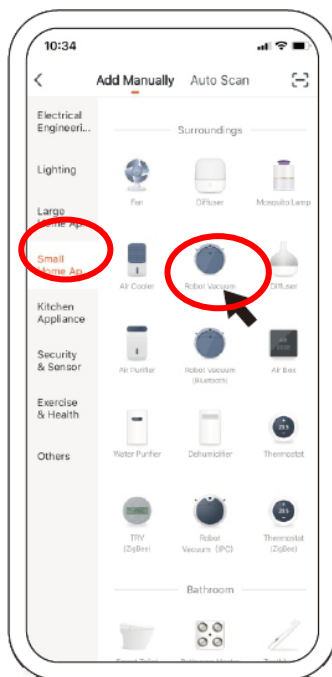 10:34
Add Manually Auto Scan
Electrical
Engineeri...
Lighting
Large
Home Ap...
Small
Home Ap...
Kitchen
Appliance
Security
& Sensor
Exercise
& Health
Others
Surroundings
Fan Diffuser Mosquito Lamp
Air Cooler Robot Vacuum Diffuser
Air Purifier Robot Vacuum
(Bluetooth) Air Box
Water Purifier Dehumidifier Thermostat
TRV
(ZigBee) Robot
Vacuum (IPC) Thermostat
(ZigBee)
Bathroom